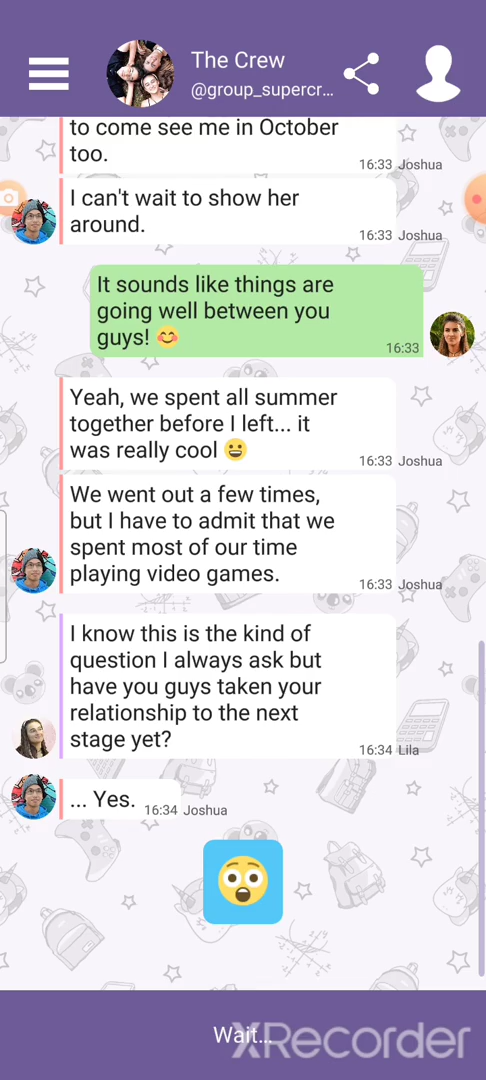 The Crew
@group_supercr...
to come see me in October
too.
16:33 Joshua
I can't wait to show her
around.
16:33 Joshua
It sounds like things are
going well between you
guys! 😊
16:33
Yeah, we spent all summer
together before I left... it
was really cool 😀
16:33 Joshua
We went out a few times,
but I have to admit that we
spent most of our time
playing video games.
16:33 Joshua
I know this is the kind of
question I always ask but
have you guys taken your
relationship to the next
stage yet?
16:34 Lila
... Yes.
16:34 Joshua
Wait...
XRecorder